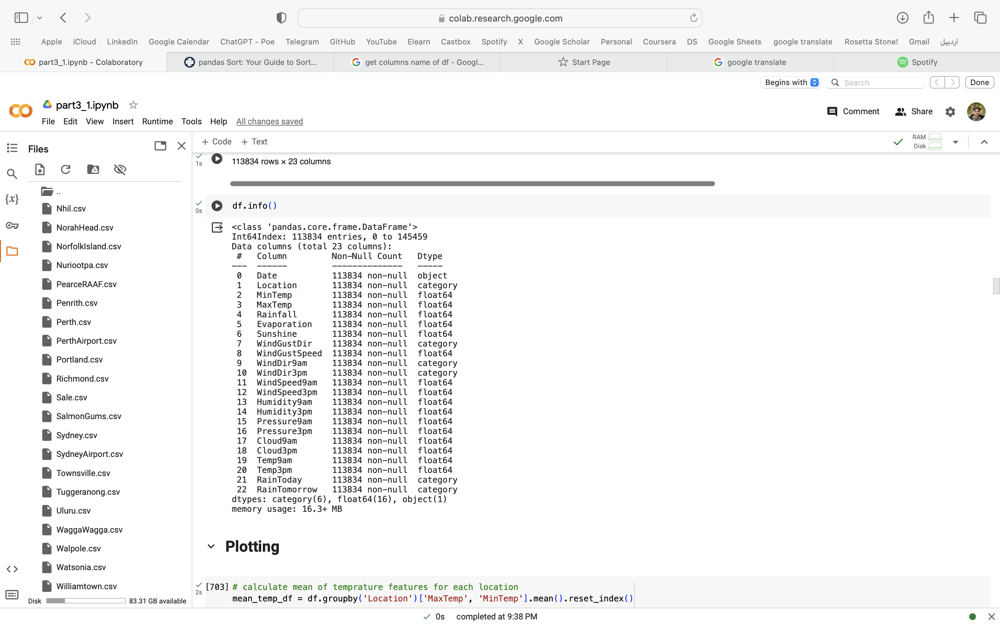 colab.research.google.com
Apple iCloud LinkedIn Google Calendar ChatGPT - Poe Telegram GitHub YouTube Elearn Castbox Spotify X Google Scholar Personal Coursera DS Google Sheets google translate Rosetta Stone! Gmail اردبیل
part3_1.ipynb - Colaboratory pandas Sort: Your Guide to Sort... get columns name of df - Googl... Start Page google translate Spotify
Begins with Search Done
part3_1.ipynb
Comment Share
File Edit View Insert Runtime Tools Help All changes saved
Files
+ Code + Text
RAM
Disk
1s
113834 rows × 23 columns
..
Nhil.csv
NorahHead.csv
NorfolkIsland.csv
Nuriootpa.csv
PearceRAAF.csv
Penrith.csv
Perth.csv
PerthAirport.csv
Portland.csv
Richmond.csv
Sale.csv
SalmonGums.csv
Sydney.csv
SydneyAirport.csv
Townsville.csv
Tuggeranong.csv
Uluru.csv
WaggaWagga.csv
Walpole.csv
Watsonia.csv
Williamtown.csv
Disk 83.31 GB available
{x}
0s
df.info()
<class 'pandas.core.frame.DataFrame'>
Int64Index: 113834 entries, 0 to 145459
Data columns (total 23 columns):
# Column Non-Null Count Dtype
--- ------ -------------- -----
0 Date 113834 non-null object
1 Location 113834 non-null category
2 MinTemp 113834 non-null float64
3 MaxTemp 113834 non-null float64
4 Rainfall 113834 non-null float64
5 Evaporation 113834 non-null float64
6 Sunshine 113834 non-null float64
7 WindGustDir 113834 non-null category
8 WindGustSpeed 113834 non-null float64
9 WindDir9am 113834 non-null category
10 WindDir3pm 113834 non-null category
11 WindSpeed9am 113834 non-null float64
12 WindSpeed3pm 113834 non-null float64
13 Humidity9am 113834 non-null float64
14 Humidity3pm 113834 non-null float64
15 Pressure9am 113834 non-null float64
16 Pressure3pm 113834 non-null float64
17 Cloud9am 113834 non-null float64
18 Cloud3pm 113834 non-null float64
19 Temp9am 113834 non-null float64
20 Temp3pm 113834 non-null float64
21 RainToday 113834 non-null category
22 RainTomorrow 113834 non-null category
dtypes: category(6), float64(16), object(1)
memory usage: 16.3+ MB
Plotting
2s
[703] # calculate mean of temprature features for each location
mean_temp_df = df.groupby('Location')['MaxTemp', 'MinTemp'].mean().reset_index()
0s completed at 9:38 PM